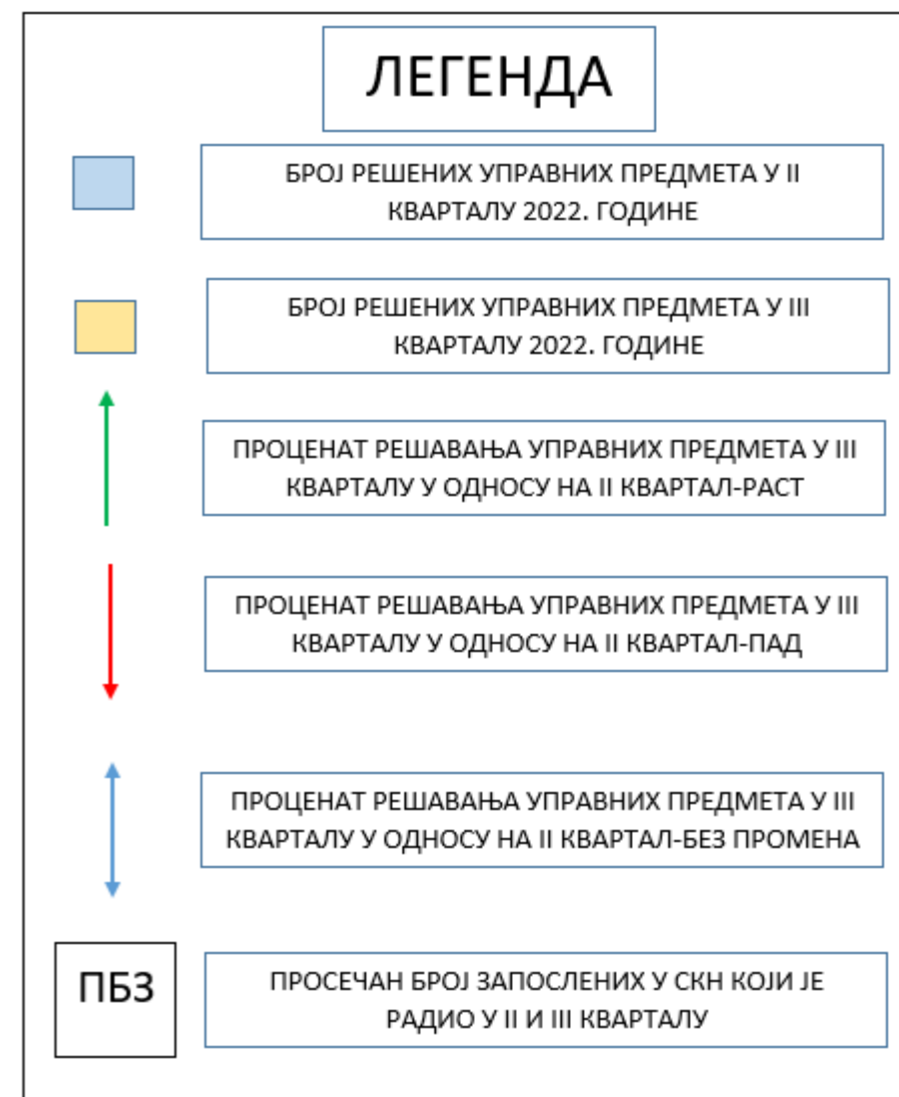 ЛЕГЕНДА
БРОЈ РЕШЕНИХ УПРАВНИХ ПРЕДМЕТА У II
КВАРТАЛУ 2022. ГОДИНЕ
БРОЈ РЕШЕНИХ УПРАВНИХ ПРЕДМЕТА У III
КВАРТАЛУ 2022. ГОДИНЕ
ПРОЦЕНАТ РЕШАВАЊА УПРАВНИХ ПРЕДМЕТА У III
КВАРТАЛУ У ОДНОСУ НА II КВАРТАЛ-РАСТ
ПРОЦЕНАТ РЕШАВАЊА УПРАВНИХ ПРЕДМЕТА У III
КВАРТАЛУ У ОДНОСУ НА II КВАРТАЛ-ПАД
ПРОЦЕНАТ РЕШАВАЊА УПРАВНИХ ПРЕДМЕТА У III
КВАРТАЛУ У ОДНОСУ НА II КВАРТАЛ-БЕЗ ПРОМЕНА
ПБЗ
ПРОСЕЧАН БРОЈ ЗАПОСЛЕНИХ У СКН КОЈИ ЈЕ
РАДИО У II И III КВАРТАЛУ